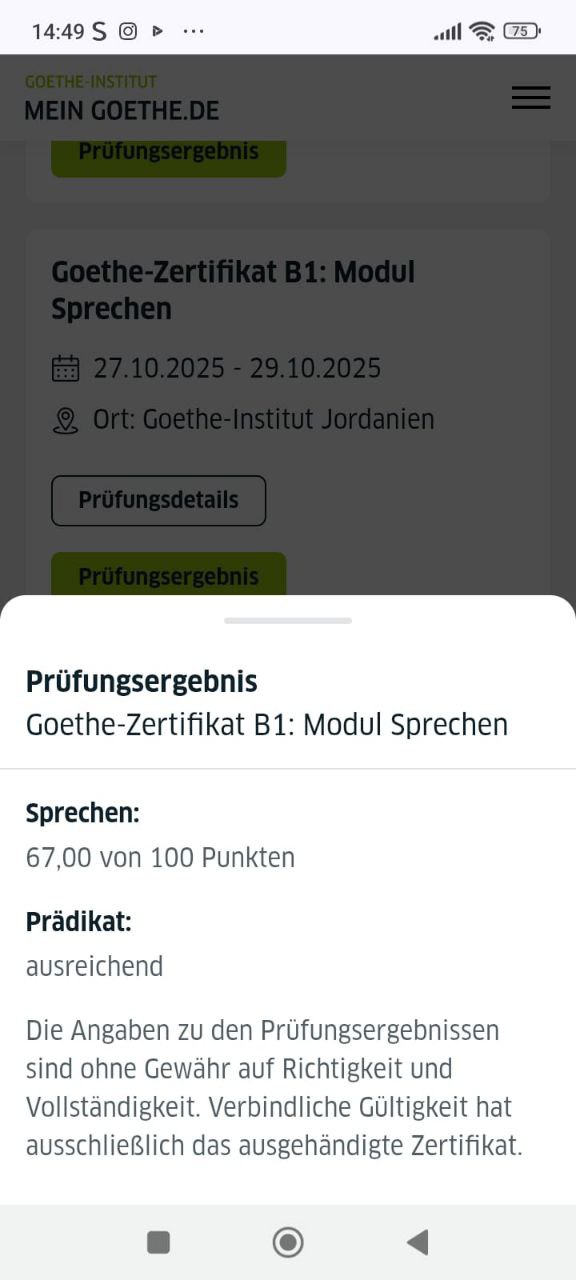 14:49 S ...
75
GOETHE-INSTITUT
MEIN GOETHE.DE
Prüfungsergebnis
Goethe-Zertifikat B1: Modul
Sprechen
27.10.2025 - 29.10.2025
Ort: Goethe-Institut Jordanien
Prüfungsdetails
Prüfungsergebnis
Prüfungsergebnis
Goethe-Zertifikat B1: Modul Sprechen
Sprechen:
67,00 von 100 Punkten
Prädikat:
ausreichend
Die Angaben zu den Prüfungsergebnissen
sind ohne Gewähr auf Richtigkeit und
Vollständigkeit. Verbindliche Gültigkeit hat
ausschließlich das ausgehändigte Zertifikat.